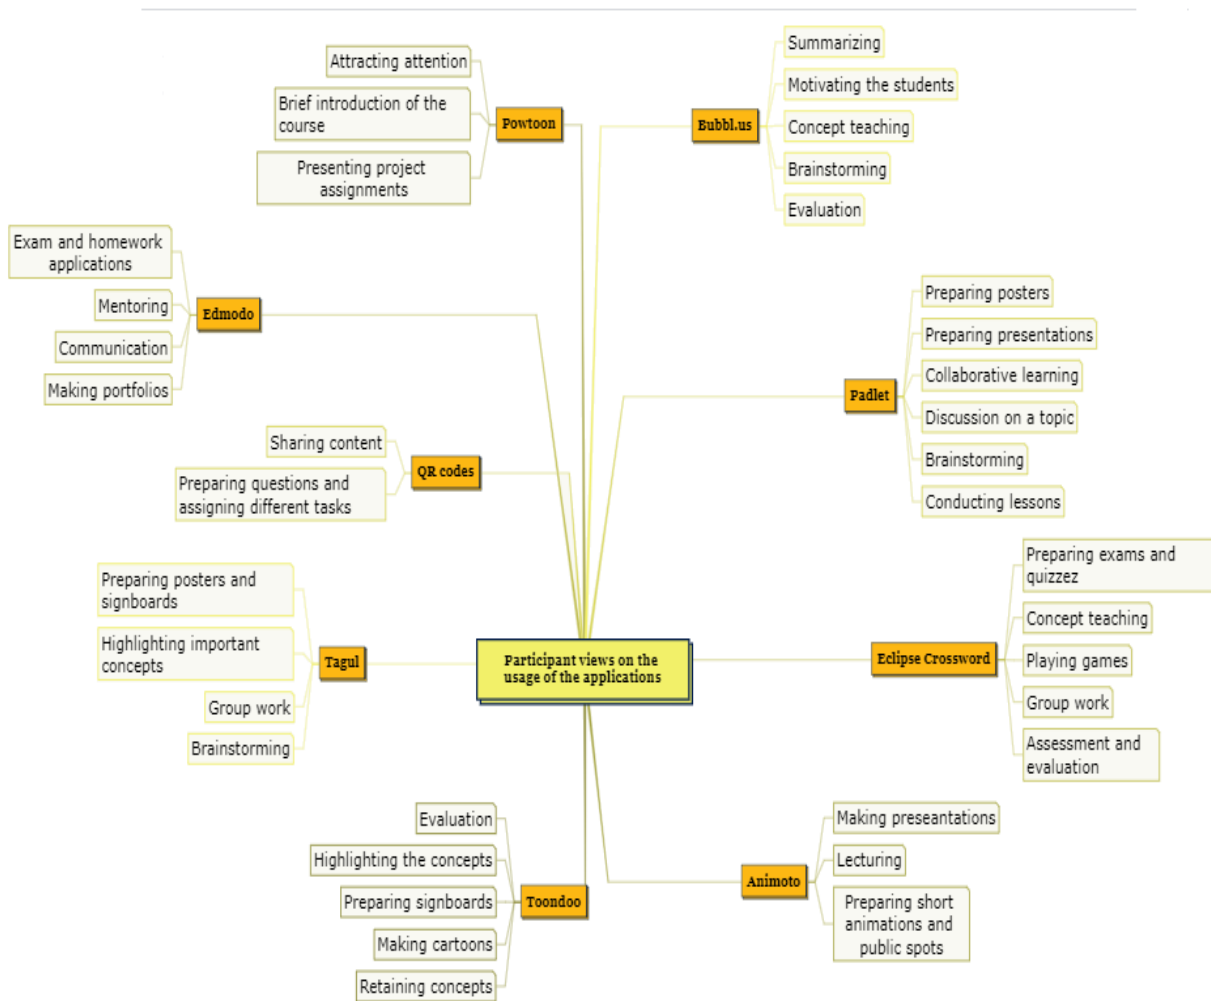 Attracting attention
Brief introduction of the
course
Presenting project
assignments
Powtoon
Bubbl.us
Summarizing
Motivating the students
Concept teaching
Brainstorming
Evaluation
Exam and homework
applications
Mentoring
Communication
Making portfolios
Edmodo
Padlet
Preparing posters
Preparing presentations
Collaborative learning
Discussion on a topic
Brainstorming
Conducting lessons
Sharing content
Preparing questions and
assigning different tasks
QR codes
Preparing posters and
signboards
Highlighting important
concepts
Group work
Brainstorming
Tagul
Participant views on the
usage of the applications
Eclipse Crossword
Preparing exams and
quizzez
Concept teaching
Playing games
Group work
Assessment and
evaluation
Evaluation
Highlighting the concepts
Preparing signboards
Making cartoons
Retaining concepts
Toondoo
Animoto
Making preseantations
Lecturing
Preparing short
animations and
public spots